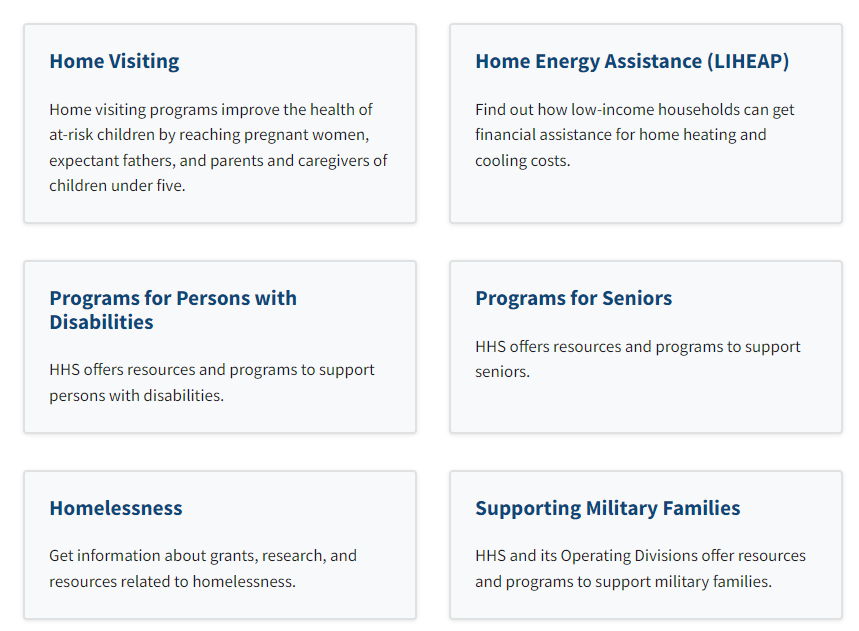 Home Visiting
Home visiting programs improve the health of
at-risk children by reaching pregnant women,
expectant fathers, and parents and caregivers of
children under five.
Home Energy Assistance (LIHEAP)
Find out how low-income households can get
financial assistance for home heating and
cooling costs.
Programs for Persons with
Disabilities
HHS offers resources and programs to support
persons with disabilities.
Programs for Seniors
HHS offers resources and programs to support
seniors.
Homelessness
Get information about grants, research, and
resources related to homelessness.
Supporting Military Families
HHS and its Operating Divisions offer resources
and programs to support military families.